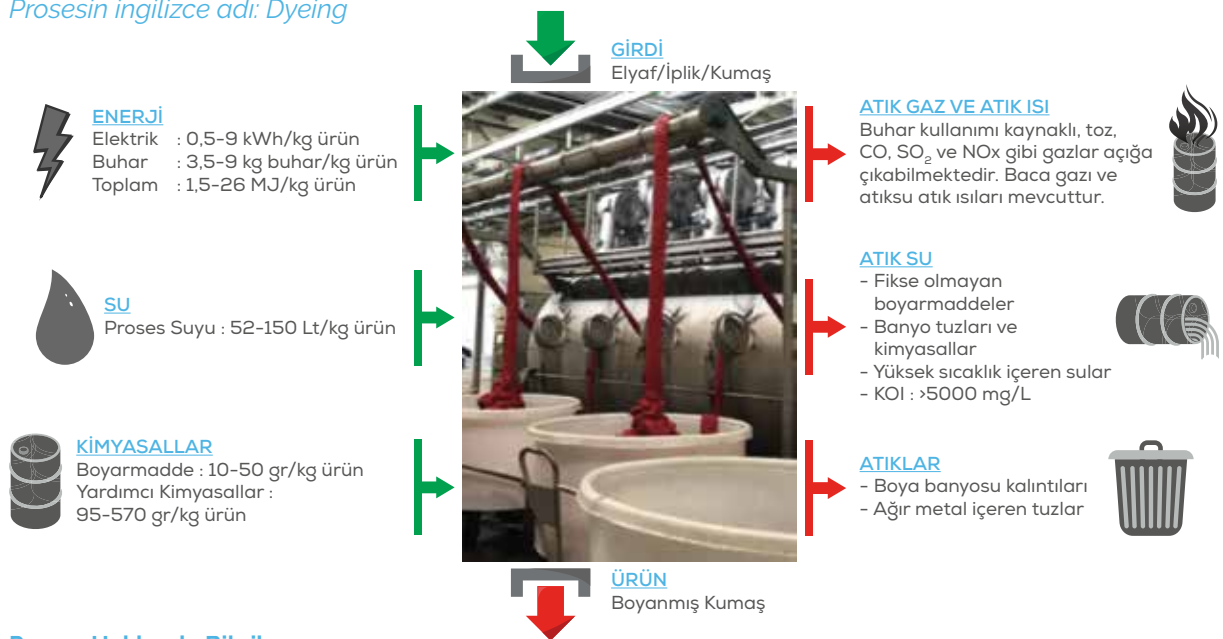 Prosesin ingilizce adı: Dyeing
GİRDİ
Elyaf/İplik/Kumaş
ENERJİ
Elektrik : 0,5-9 kWh/kg ürün
Buhar : 3,5-9 kg buhar/kg ürün
Toplam : 1,5-26 MJ/kg ürün
SU
Proses Suyu : 52-150 Lt/kg ürün
KİMYASALLAR
Boyarmadde : 10-50 gr/kg ürün
Yardımcı Kimyasallar :
95-570 gr/kg ürün
ATIK GAZ VE ATIK ISI
Buhar kullanımı kaynaklı, toz,
CO, SO₂ ve NOx gibi gazlar açığa
çıkabilmektedir. Baca gazı ve
atıksu atık ısıları mevcuttur.
ATIK SU
- Fikse olmayan
boyarmaddeler
- Banyo tuzları ve
kimyasallar
- Yüksek sıcaklık içeren sular
- KOI : >5000 mg/L
ATIKLAR
- Boya banyosu kalıntıları
- Ağır metal içeren tuzlar
ÜRÜN
Boyanmış Kumaş